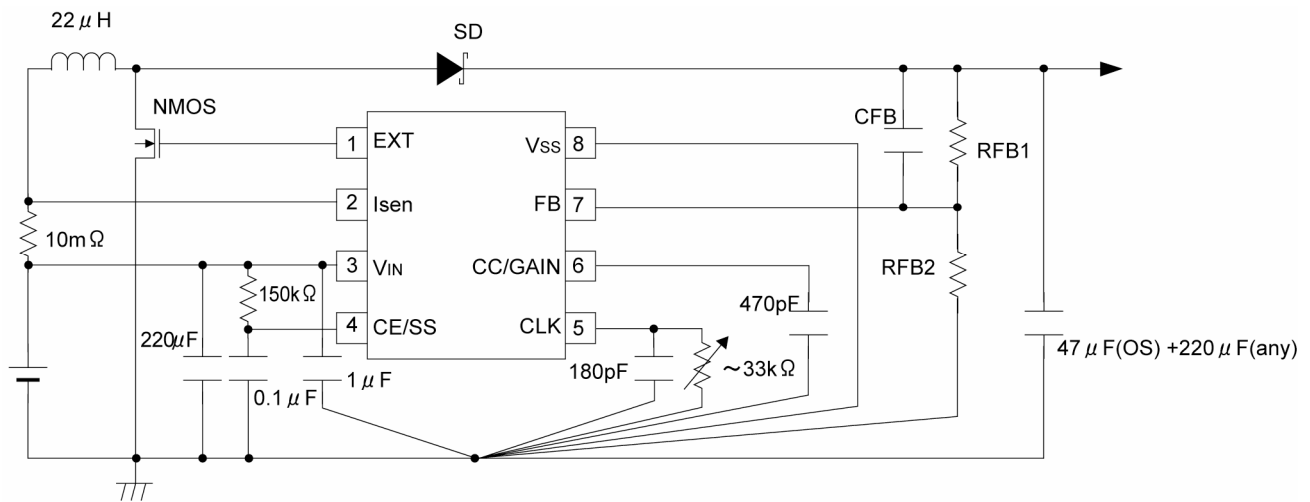 22μH
SD
NMOS
CFB
RFB1
1 EXT
VSS 8
2 Isen
FB 7
10mΩ
3 VIN
CC/GAIN 6
RFB2
150kΩ
470pF
4 CE/SS
CLK 5
220μF
180pF
～33kΩ
47μF(OS) +220μF(any)
1μF
0.1μF